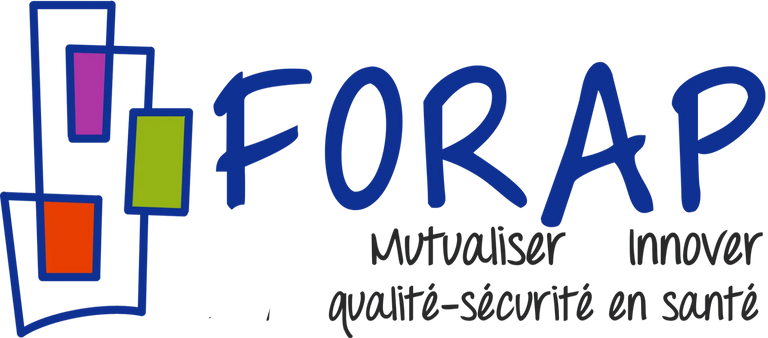 FORAP
Mutualiser Innover
qualité-sécurité en santé